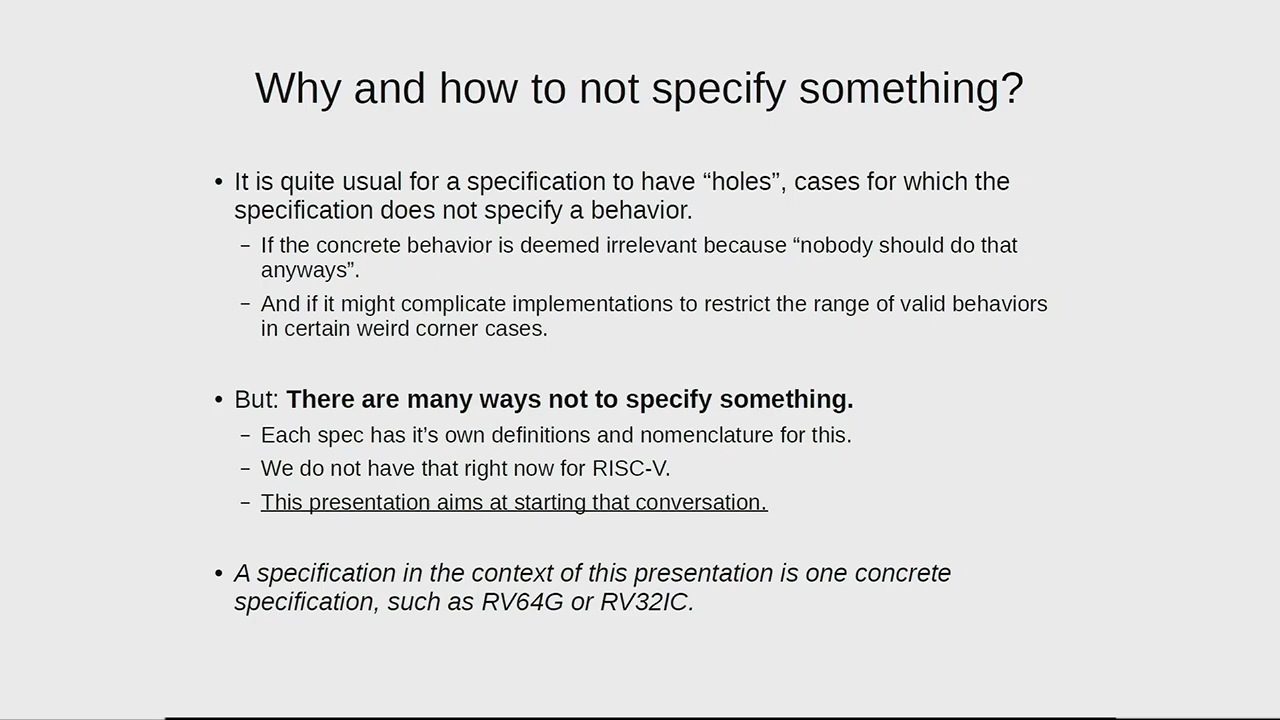 Why and how to not specify something?
• It is quite usual for a specification to have “holes”, cases for which the
specification does not specify a behavior.
– If the concrete behavior is deemed irrelevant because “nobody should do that
anyways”.
– And if it might complicate implementations to restrict the range of valid behaviors
in certain weird corner cases.
• But: There are many ways not to specify something.
– Each spec has it’s own definitions and nomenclature for this.
– We do not have that right now for RISC-V.
– This presentation aims at starting that conversation.
• A specification in the context of this presentation is one concrete
specification, such as RV64G or RV32IC.